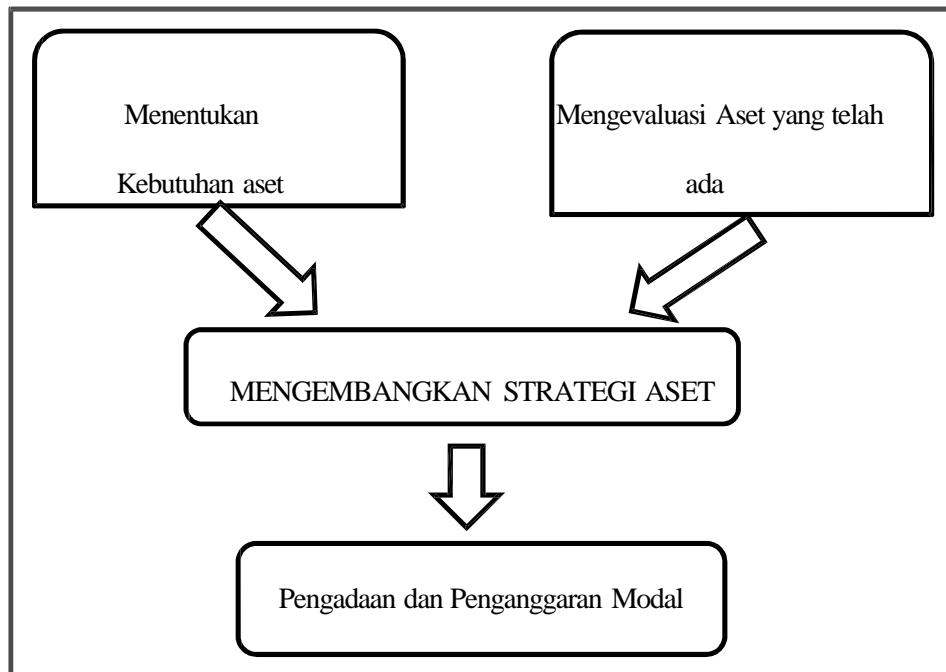 Menentukan
Kebutuhan aset
Mengevaluasi Aset yang telah
ada
MENGEMBANGKAN STRATEGI ASET
Pengadaan dan Penganggaran Modal